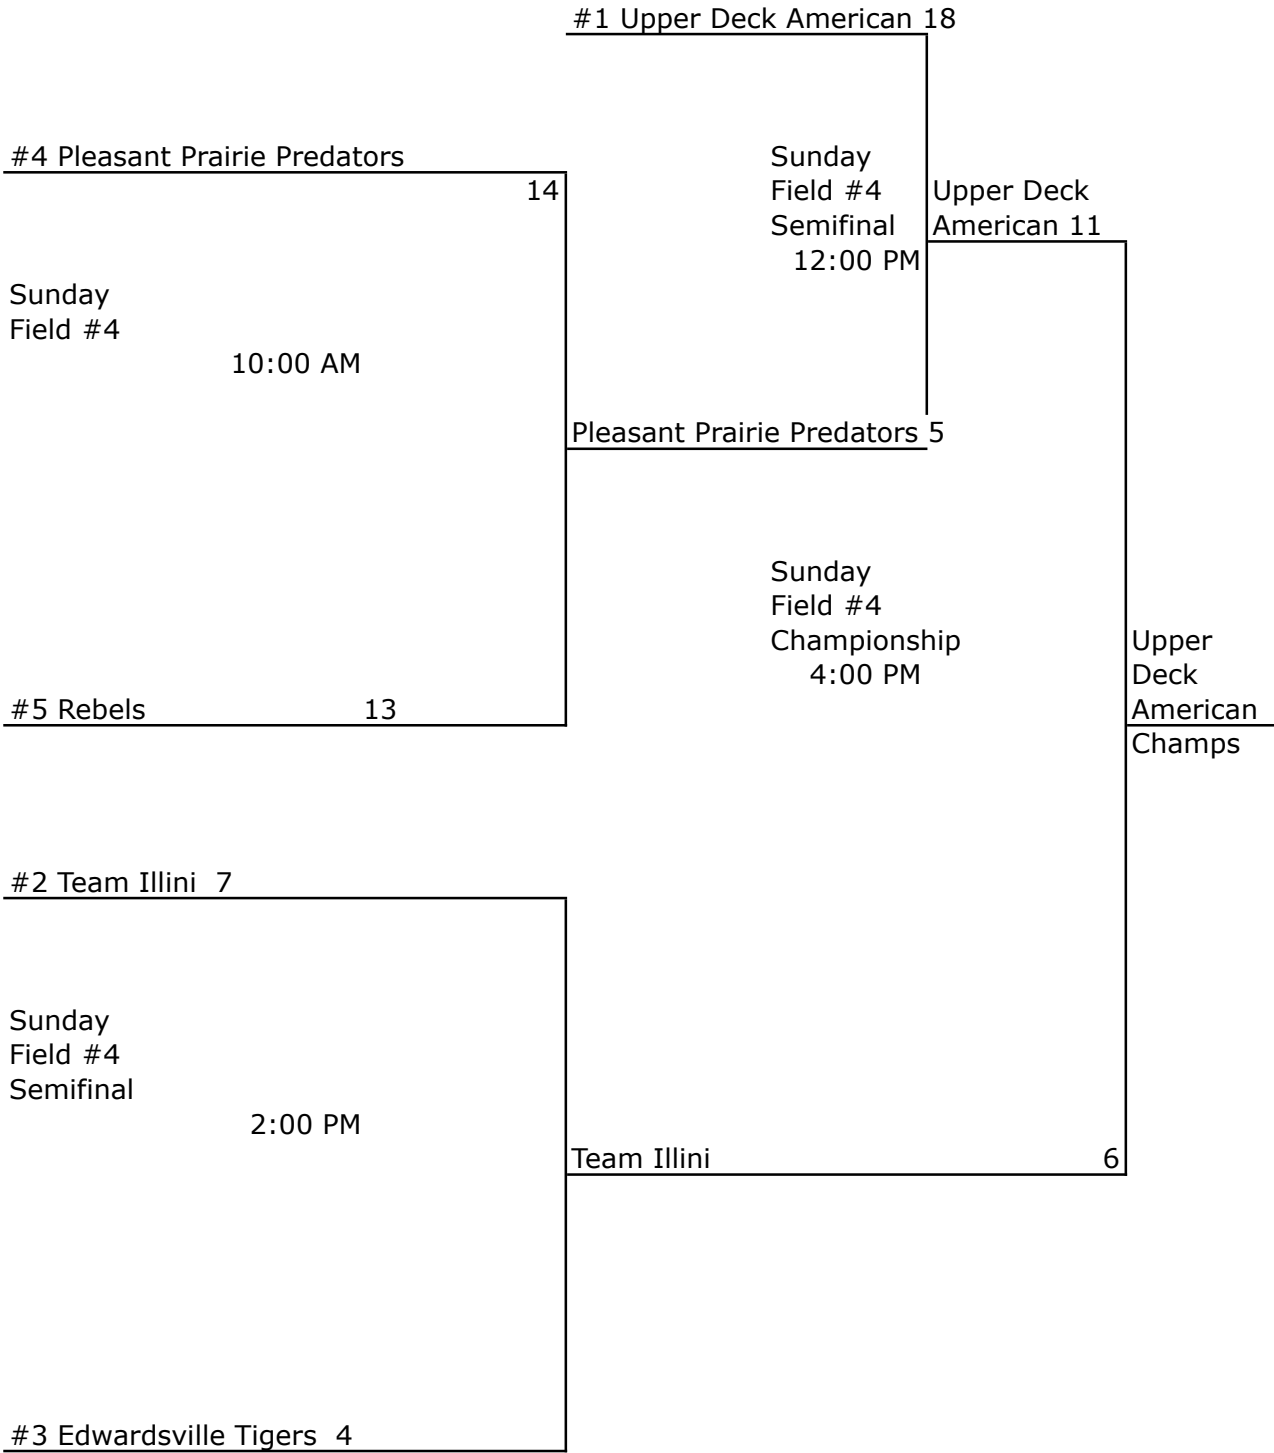 #1 Upper Deck American 18
#4 Pleasant Prairie Predators
14
Sunday
Field #4
Semifinal
12:00 PM
Upper Deck
American 11
Sunday
Field #4
10:00 AM
Pleasant Prairie Predators 5
Sunday
Field #4
Championship
4:00 PM
Upper
Deck
American
Champs
#5 Rebels 13
#2 Team Illini 7
Sunday
Field #4
Semifinal
2:00 PM
Team Illini 6
#3 Edwardsville Tigers 4